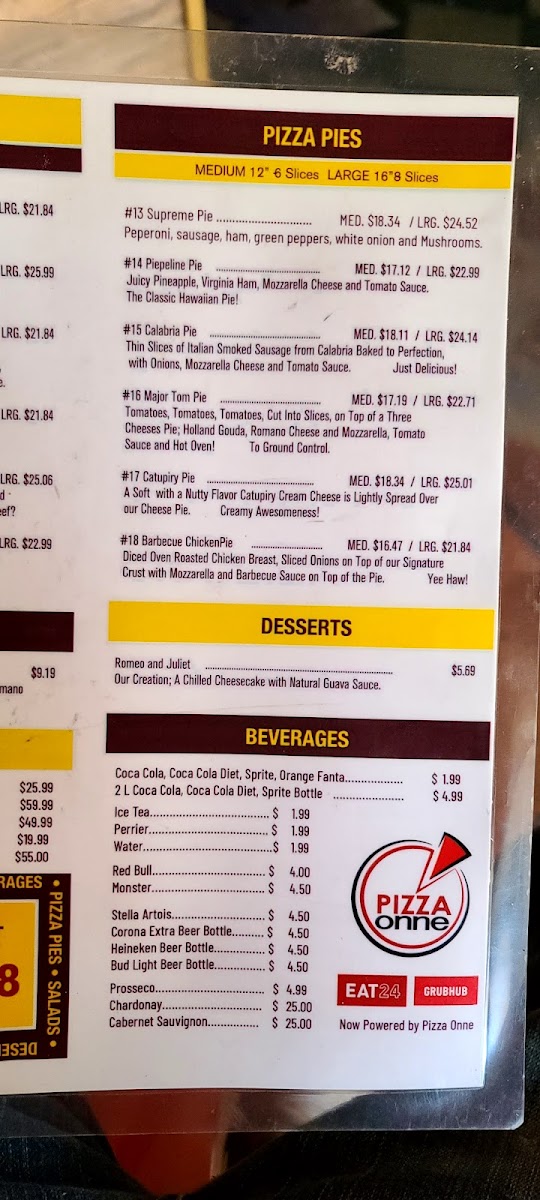 LRG. $21.84
LRG. $25.99
LRG. $21.84
e.
LRG. $21.84
LRG. $25.06
d
eef?
LRG. $22.99
$9.19
mano
$25.99
$59.99
$49.99
$19.99
$55.00
RAGES • PIZZA PIES • SALADS •
8
PIZZA PIES
MEDIUM 12" 6 Slices LARGE 16"8 Slices
#13 Supreme Pie .............................. MED. $18.34 / LRG. $24.52
Peperoni, sausage, ham, green peppers, white onion and Mushrooms.
#14 Piepeline Pie .............................. MED. $17.12 / LRG. $22.99
Juicy Pineapple, Virginia Ham, Mozzarella Cheese and Tomato Sauce.
The Classic Hawaiian Pie!
#15 Calabria Pie .............................. MED. $18.11 / LRG. $24.14
Thin Slices of Italian Smoked Sausage from Calabria Baked to Perfection,
with Onions, Mozzarella Cheese and Tomato Sauce. Just Delicious!
#16 Major Tom Pie .............................. MED. $17.19 / LRG. $22.71
Tomatoes, Tomatoes, Tomatoes, Cut Into Slices, on Top of a Three
Cheeses Pie; Holland Gouda, Romano Cheese and Mozzarella, Tomato
Sauce and Hot Oven! To Ground Control.
#17 Catupiry Pie .............................. MED. $18.34 / LRG. $25.01
A Soft with a Nutty Flavor Catupiry Cream Cheese is Lightly Spread Over
our Cheese Pie. Creamy Awesomeness!
#18 Barbecue ChickenPie .................... MED. $16.47 / LRG. $21.84
Diced Oven Roasted Chicken Breast, Sliced Onions on Top of our Signature
Crust with Mozzarella and Barbecue Sauce on Top of the Pie. Yee Haw!
DESSERTS
Romeo and Juliet .............................. $5.69
Our Creation; A Chilled Cheesecake with Natural Guava Sauce.
BEVERAGES
Coca Cola, Coca Cola Diet, Sprite, Orange Fanta.................. $ 1.99
2 L Coca Cola, Coca Cola Diet, Sprite Bottle ...................... $ 4.99
Ice Tea.............................. $ 1.99
Perrier.............................. $ 1.99
Water.............................. $ 1.99
Red Bull.............................. $ 4.00
Monster.............................. $ 4.50
Stella Artois........................ $ 4.50
Corona Extra Beer Bottle......... $ 4.50
Heineken Beer Bottle.............. $ 4.50
Bud Light Beer Bottle.............. $ 4.50
Prosseco............................ $ 4.99
Chardonay.......................... $ 25.00
Cabernet Sauvignon............... $ 25.00
PIZZA
onne
EAT24
GRUBHUB
Now Powered by Pizza Onne